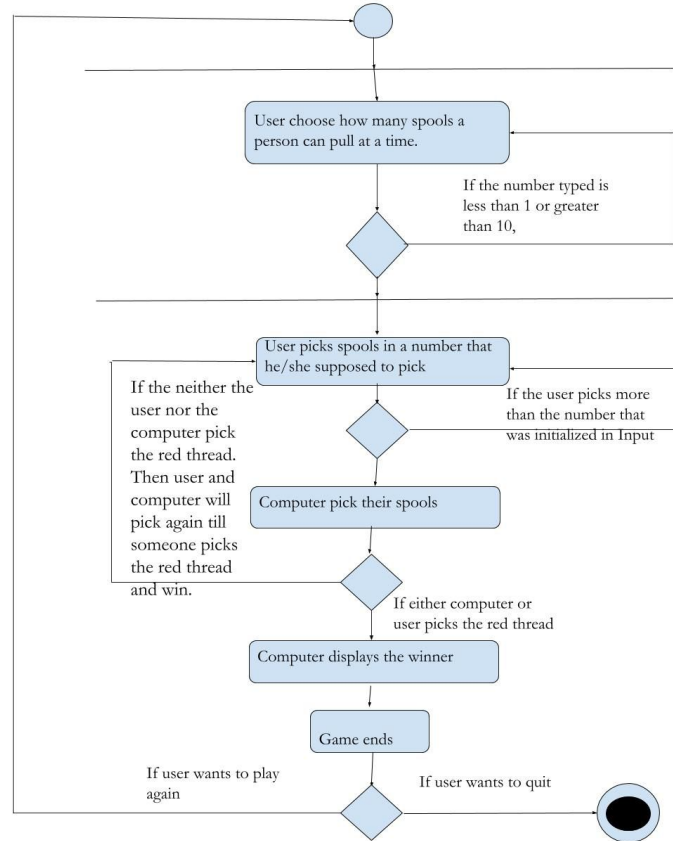 User choose how many spools a
person can pull at a time.
If the number typed is
less than 1 or greater
than 10,
User picks spools in a number that
he/she supposed to pick
If the neither the
user nor the
computer pick
the red thread.
Then user and
computer will
pick again till
someone picks
the red thread
and win.
If the user picks more
than the number that
was initialized in Input
Computer pick their spools
If either computer or
user picks the red thread
Computer displays the winner
Game ends
If user wants to play
again
If user wants to quit